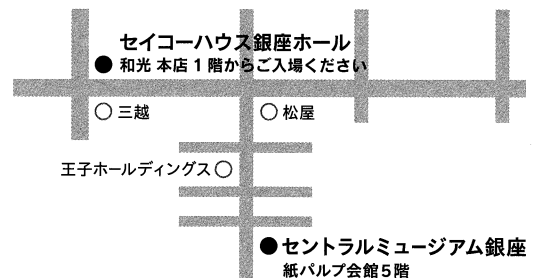 セイコーハウス銀座ホール
和光 本店1階からご入場ください
三越
松屋
王子ホールディングス
セントラルミュージアム銀座
紙パルプ会館5階